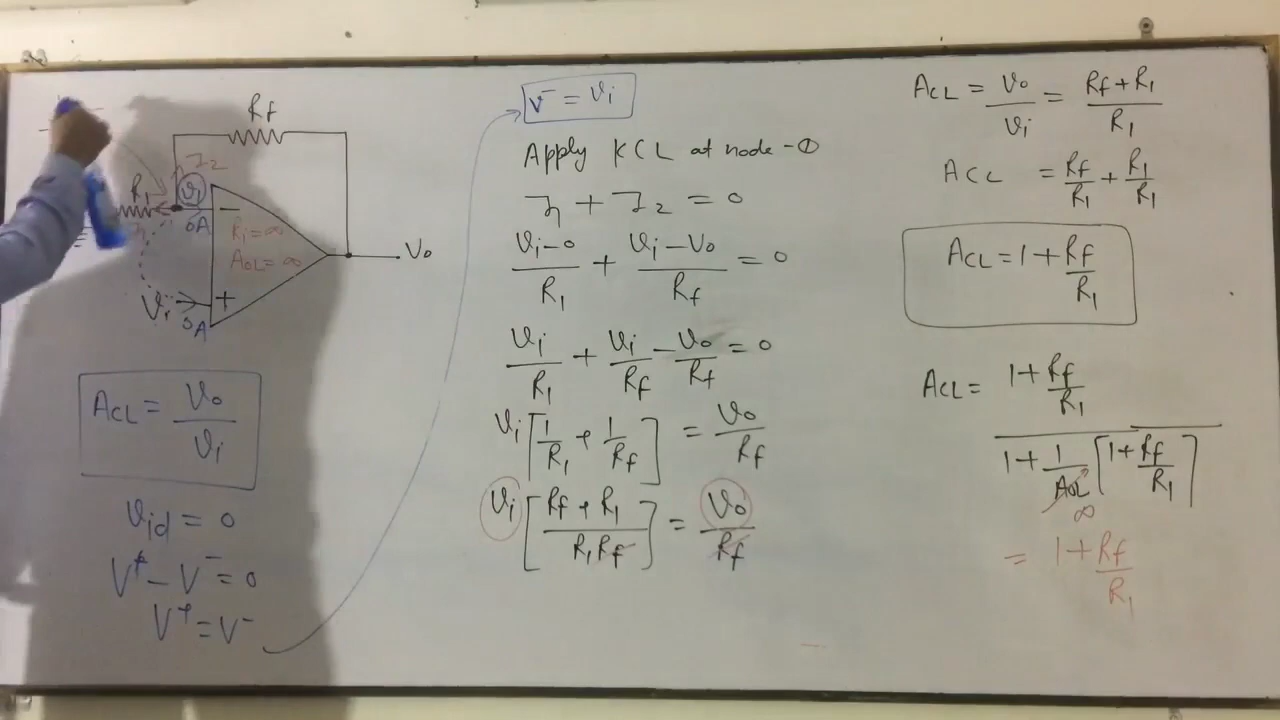 Rf
I2
R1
V1
I1
0A
−
Ri = ∞
AOL = ∞
Vo
Vi
+
0A
ACL = Vo/Vi
Vid = 0
V⁺ − V⁻ = 0
V⁺ = V⁻
V⁻ = Vi
Apply KCL at node - ①
I1 + I2 = 0
(Vi − 0)/R1 + (Vi − Vo)/Rf = 0
Vi/R1 + Vi/Rf − Vo/Rf = 0
Vi [1/R1 + 1/Rf] = Vo/Rf
Vi [(Rf + R1)/(R1Rf)] = Vo/Rf
ACL = Vo/Vi = (Rf + R1)/R1
ACL = Rf/R1 + R1/R1
ACL = 1 + Rf/R1
ACL = (1 + Rf/R1)/(1 + 1/AOL [1 + Rf/R1])
∞
= 1 + Rf/R1